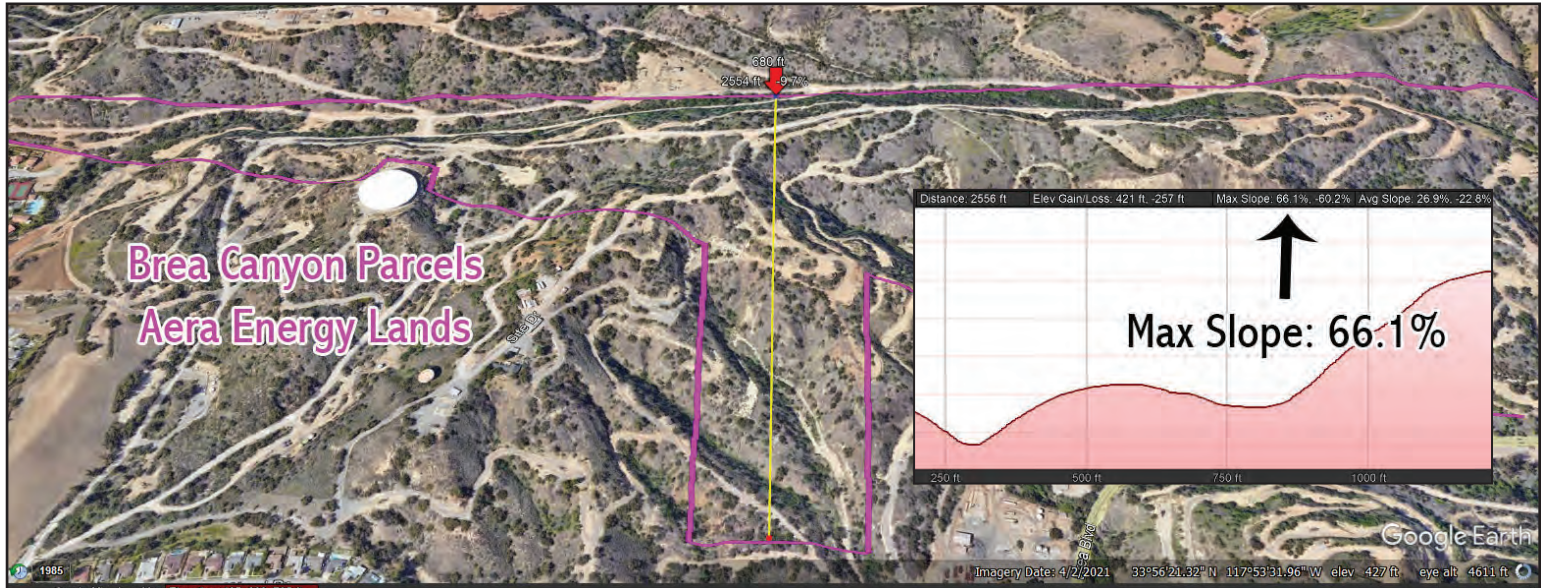 680 ft
2554 ft -9.7%
Distance: 2556 ft Elev Gain/Loss: 421 ft, -257 ft Max Slope: 66.1%, -60.2% Avg Slope: 26.9%, -22.8%
Brea Canyon Parcels
Aera Energy Lands
Max Slope: 66.1%
250 ft 500 ft 750 ft 1000 ft
Google Earth
1985
Imagery Date: 4/2/2021 33°56'21.32" N 117°53'31.96" W elev 427 ft eye alt 4611 ft